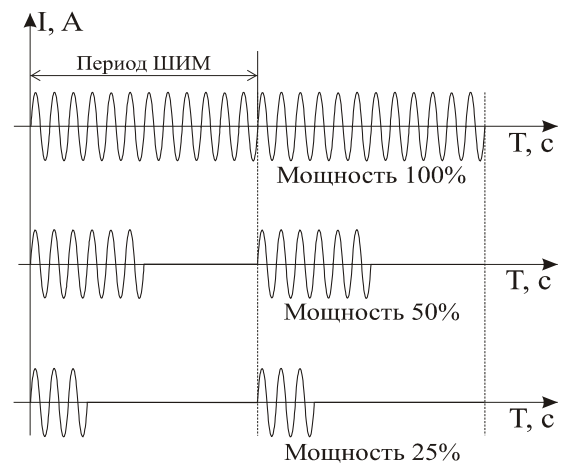 I, А
Период ШИМ
T, с
Мощность 100%
T, с
Мощность 50%
T, с
Мощность 25%